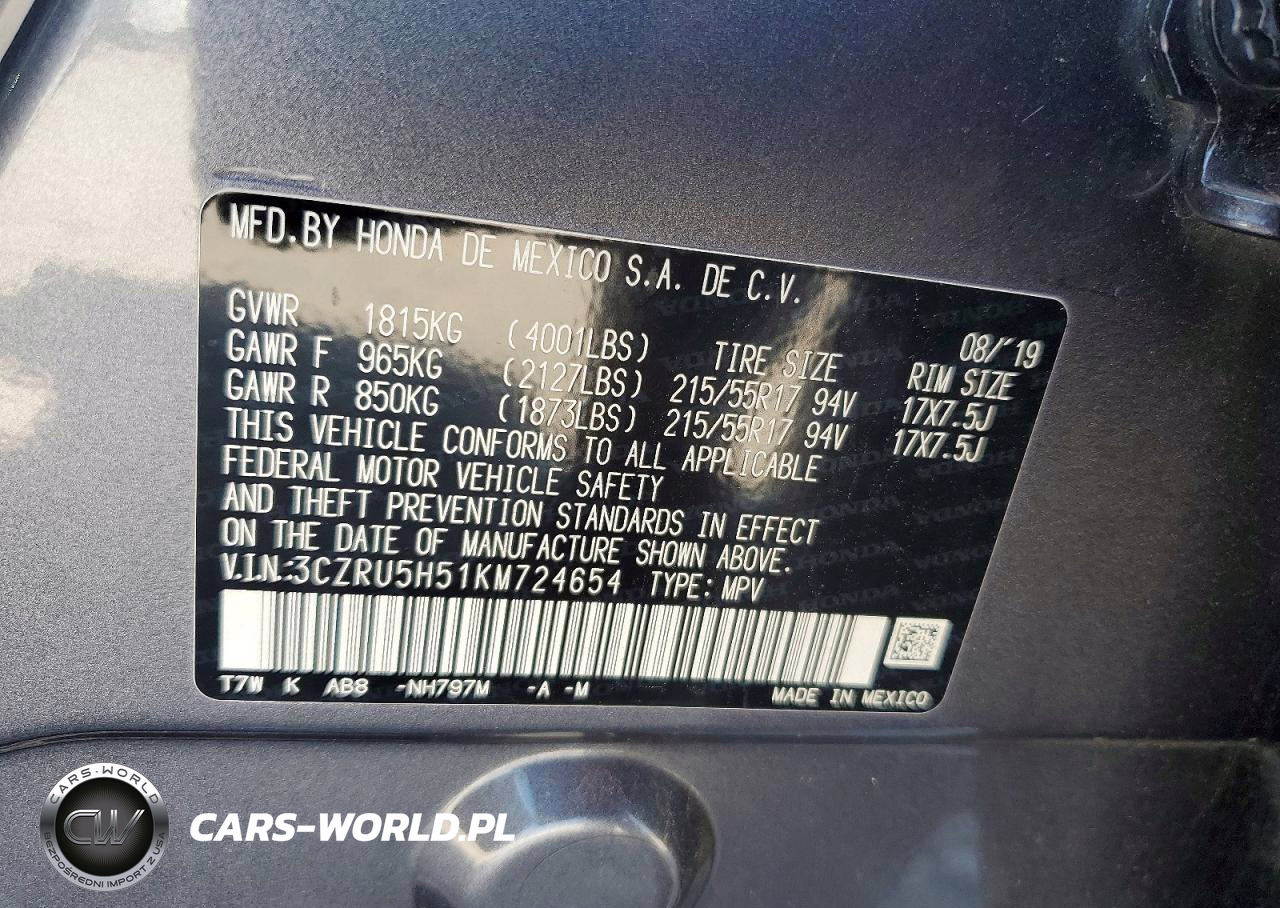 MFD.BY HONDA DE MEXICO S.A. DE C.V.
08/'19
GVWR 1815KG (4001LBS) TIRE SIZE RIM SIZE
GAWR F 965KG (2127LBS) 215/55R17 94V 17X7.5J
GAWR R 850KG (1873LBS) 215/55R17 94V 17X7.5J
THIS VEHICLE CONFORMS TO ALL APPLICABLE
FEDERAL MOTOR VEHICLE SAFETY
AND THEFT PREVENTION STANDARDS IN EFFECT
ON THE DATE OF MANUFACTURE SHOWN ABOVE.
V.I.N.:3CZRU5H51KM724654 TYPE: MPV
T7W K AB8 -NH797M -A -M MADE IN MEXICO
CARS-WORLD
CW
BEZPOŚREDNI IMPORT Z USA
CARS-WORLD.PL